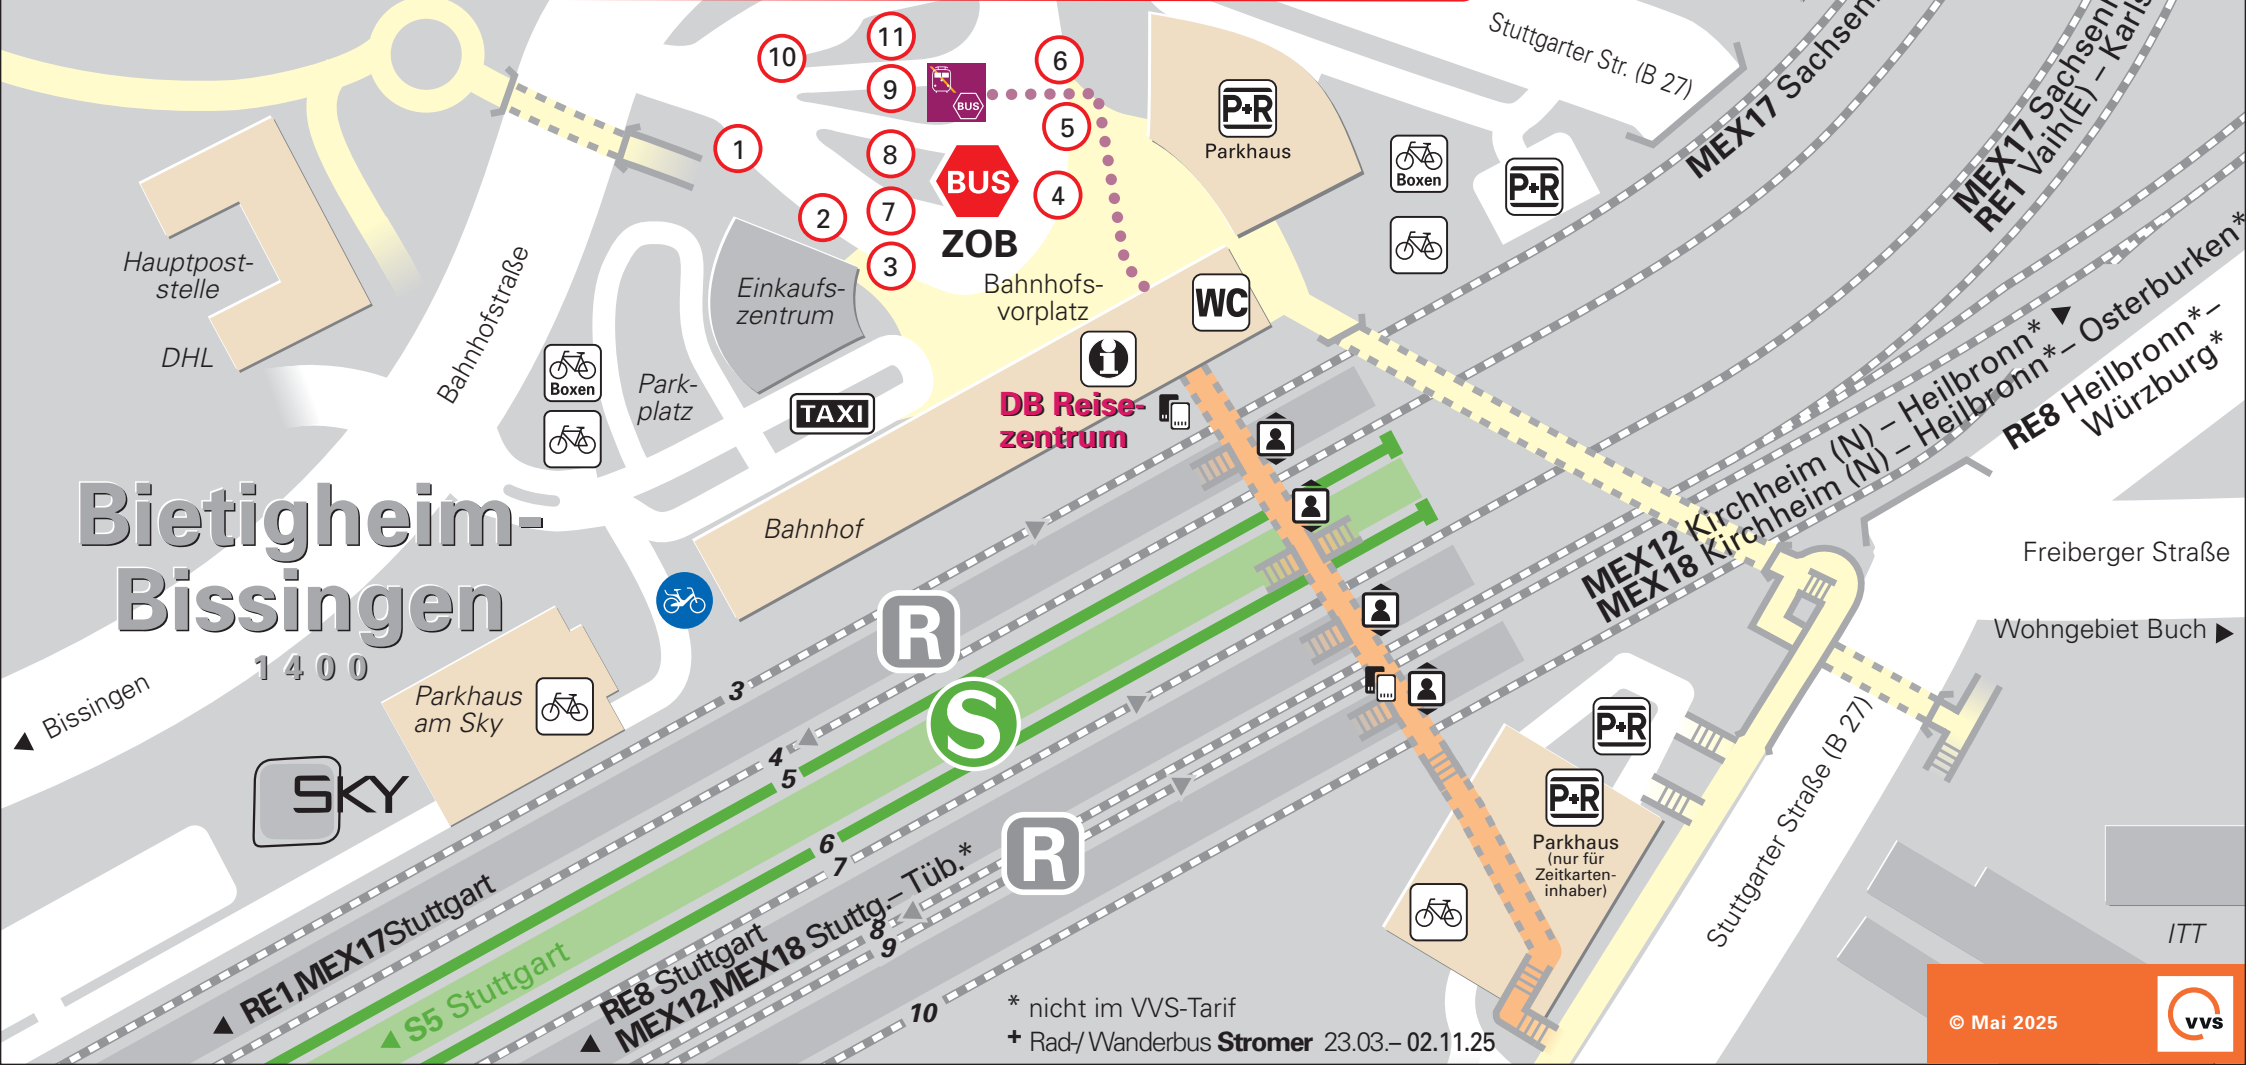 11
10
6
9
BUS
5
1
8
BUS
4
2
7
ZOB
3
P+R
Parkhaus
Stuttgarter Str. (B 27)
Boxen
P+R
MEX17 Sachsen
MEX17 Sachsen
RE1 Vaih(E) – Karls
Hauptpost-
stelle
DHL
Bahnhofstraße
Einkaufs-
zentrum
Bahnhofs-
vorplatz
WC
i
DB Reise-
zentrum
TAXI
Boxen
Park-
platz
Bahnhof
Bietigheim-
Bissingen
1400
Bissingen
Parkhaus
am Sky
SKY
R
S
R
3
4
5
6
7
8
9
10
RE1,MEX17Stuttgart
S5 Stuttgart
RE8 Stuttgart
MEX12,MEX18 Stuttg.– Tüb.*
MEX12 Kirchheim (N) – Heilbronn*
MEX18 Kirchheim (N) – Heilbronn*– Osterburken*
RE8 Heilbronn*–
Würzburg*
Freiberger Straße
Wohngebiet Buch
P+R
P+R
Parkhaus
(nur für
Zeitkarten-
inhaber)
Stuttgarter Straße (B 27)
ITT
* nicht im VVS-Tarif
+ Rad-/ Wanderbus Stromer 23.03.– 02.11.25
© Mai 2025
vvs